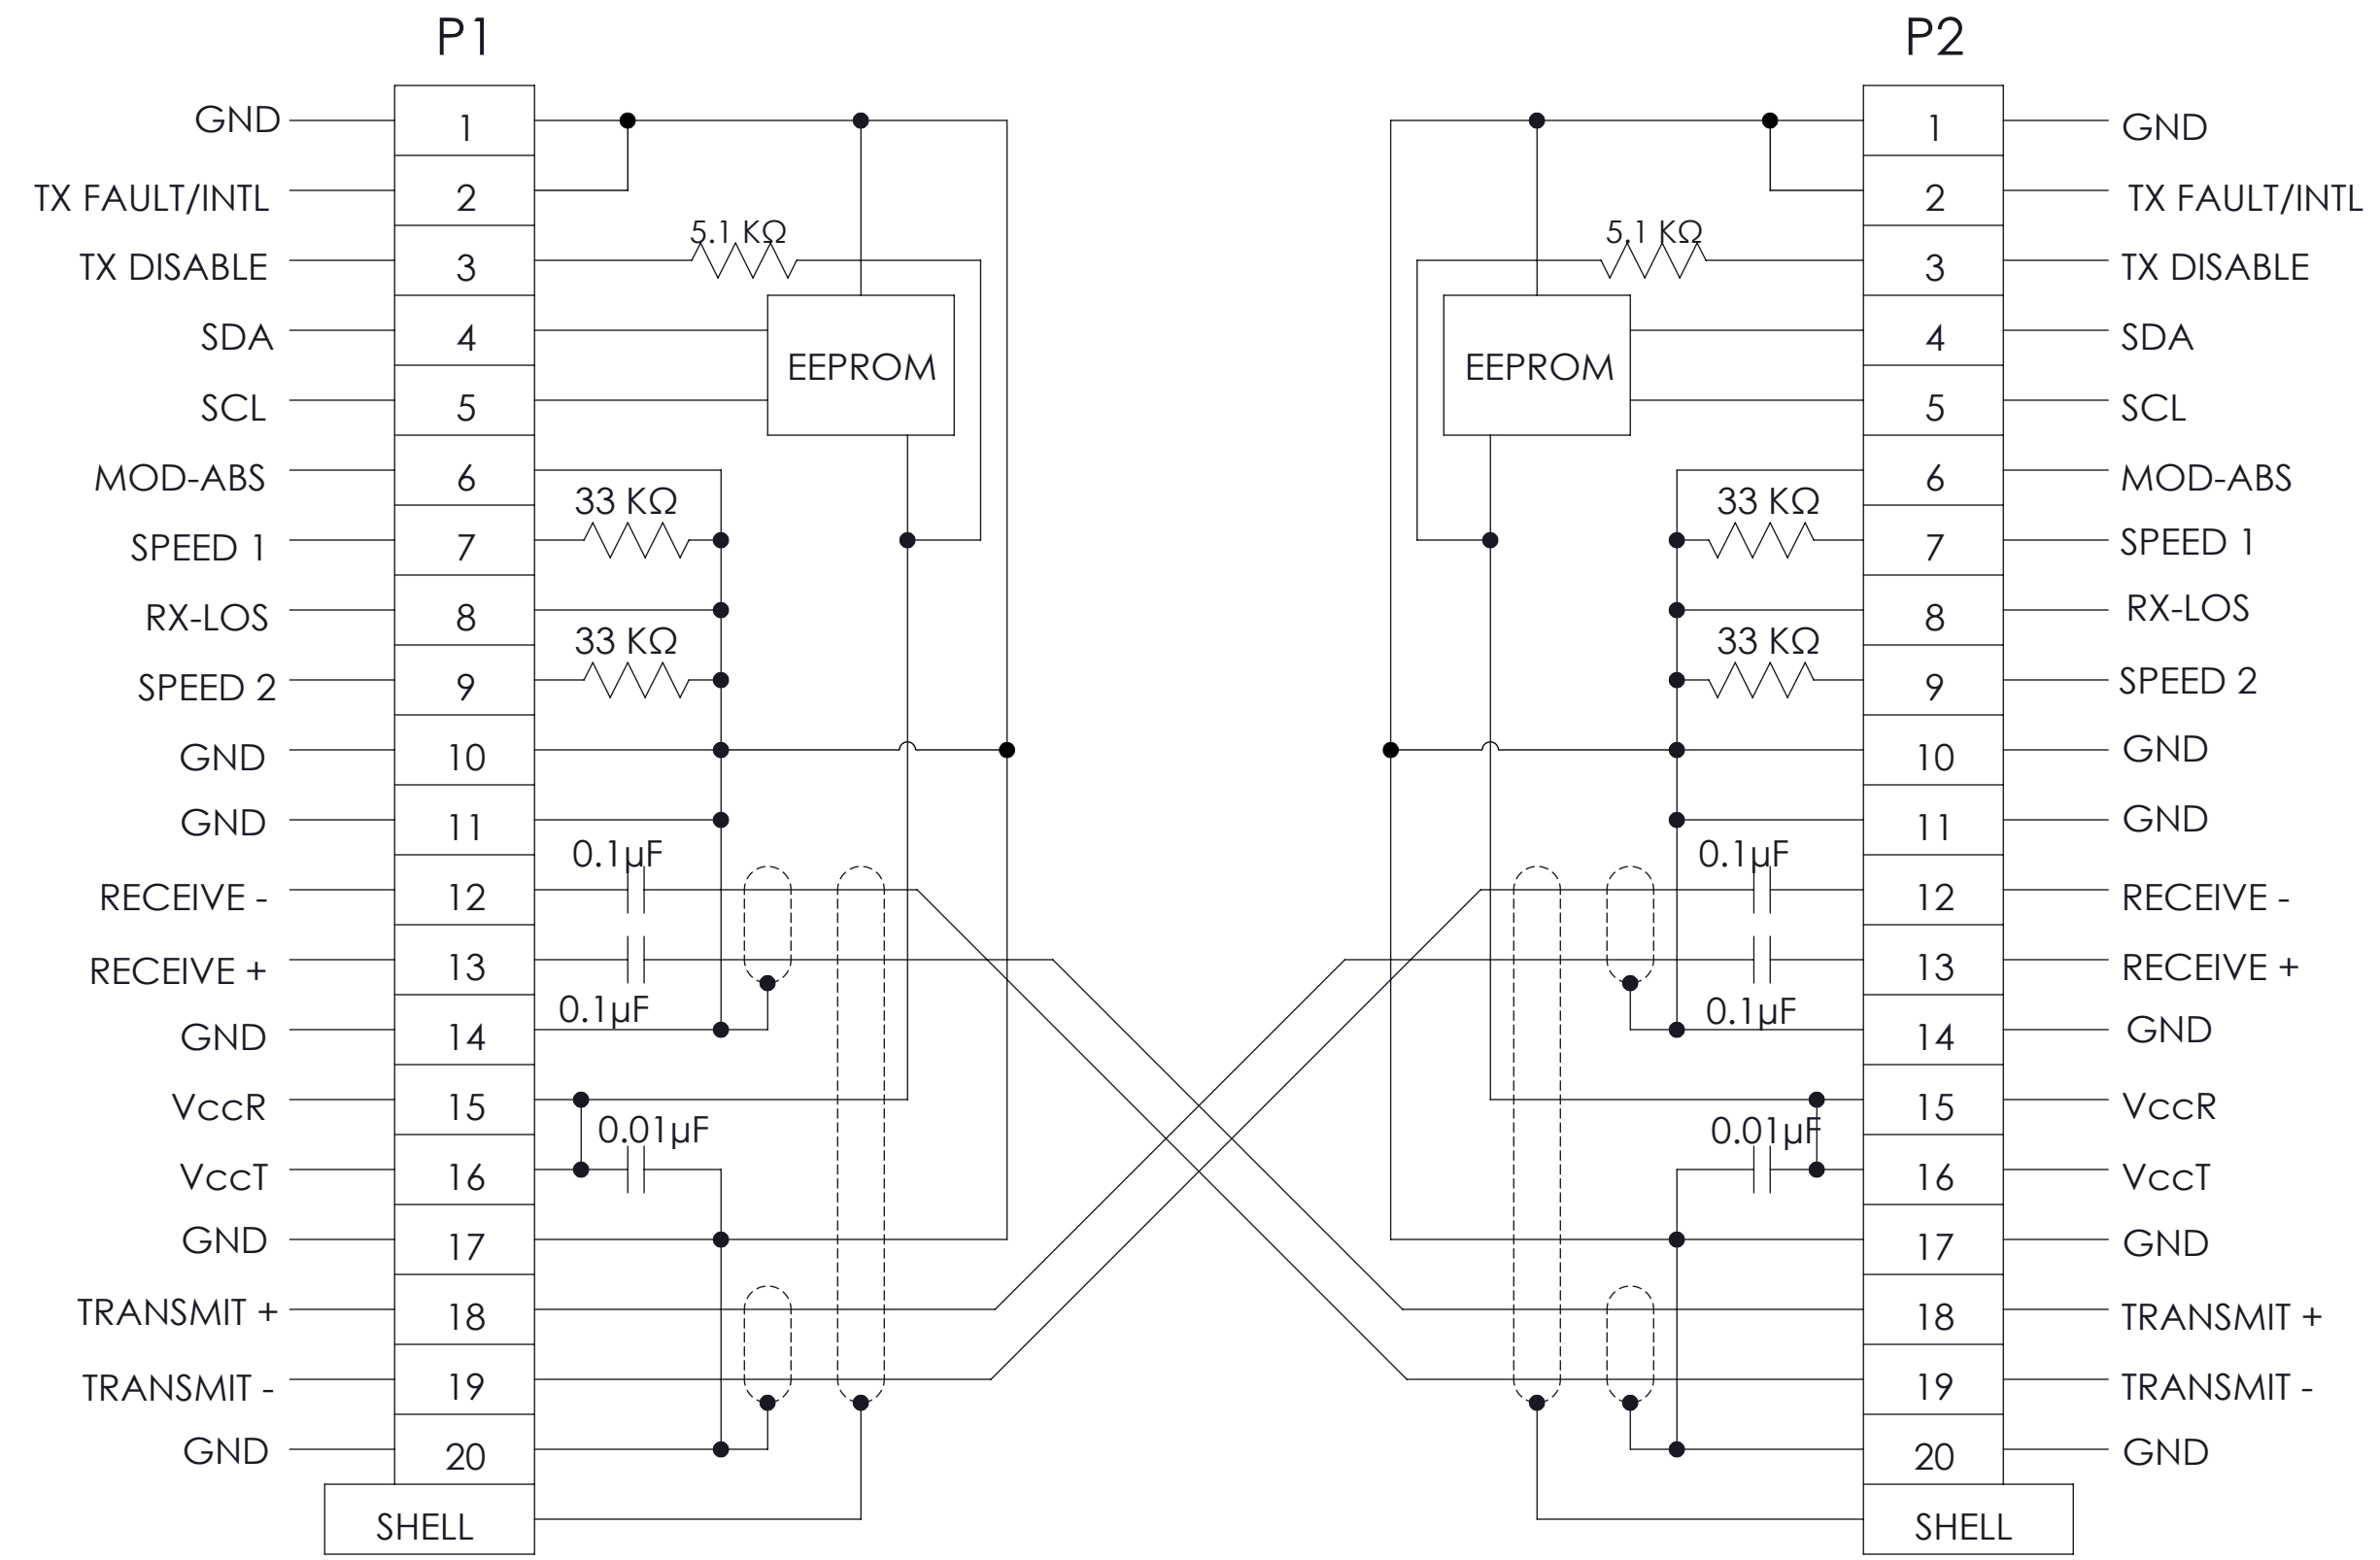 P1 P2
GND 1 1 GND
TX FAULT/INTL 2 2 TX FAULT/INTL
5.1 KΩ 5.1 KΩ
TX DISABLE 3 3 TX DISABLE
SDA 4 4 SDA
EEPROM EEPROM
SCL 5 5 SCL
MOD-ABS 6 6 MOD-ABS
33 KΩ 33 KΩ
SPEED 1 7 7 SPEED 1
RX-LOS 8 8 RX-LOS
33 KΩ 33 KΩ
SPEED 2 9 9 SPEED 2
GND 10 10 GND
GND 11 11 GND
0.1µF 0.1µF
RECEIVE - 12 12 RECEIVE -
RECEIVE + 13 13 RECEIVE +
0.1µF 0.1µF
GND 14 14 GND
VccR 15 15 VccR
0.01µF 0.01µF
VccT 16 16 VccT
GND 17 17 GND
TRANSMIT + 18 18 TRANSMIT +
TRANSMIT - 19 19 TRANSMIT -
GND 20 20 GND
SHELL SHELL